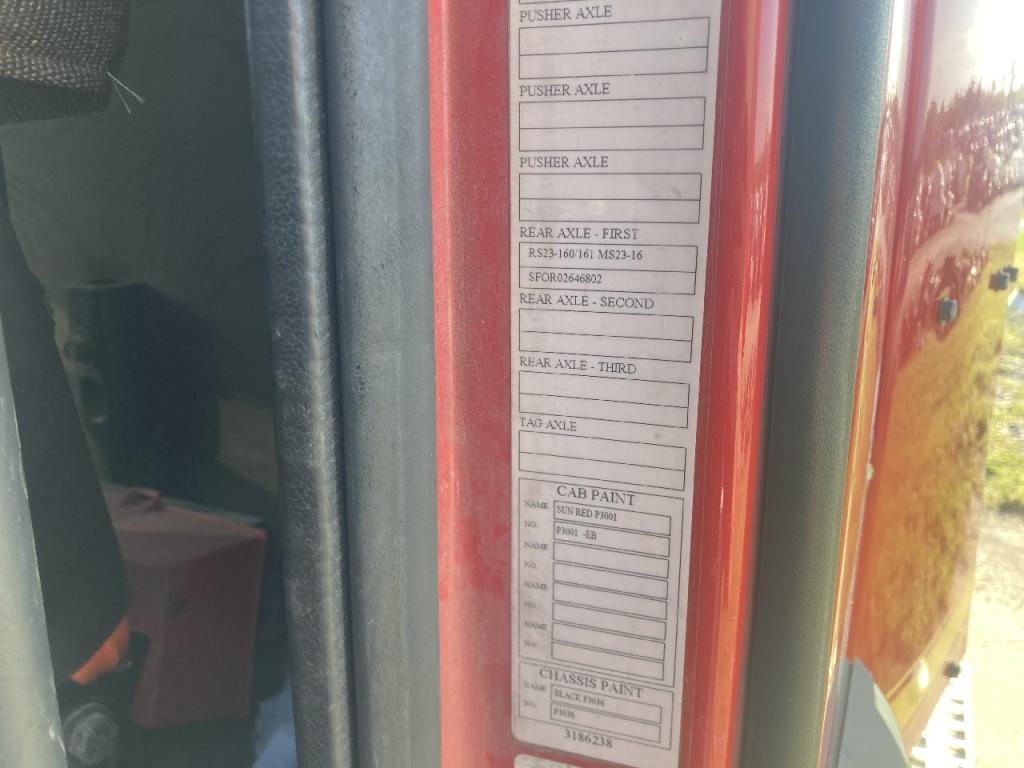 PUSHER AXLE
PUSHER AXLE
PUSHER AXLE
REAR AXLE - FIRST
RS23-160/161 MS23-16
SFOR02646802
REAR AXLE - SECOND
REAR AXLE - THIRD
TAG AXLE
CAB PAINT
NAME SUN RED P3001
NO. P3001 -EB
NAME
NO.
NAME
NO.
NAME
NO.
CHASSIS PAINT
NAME BLACK P3036
NO. P3036
3186238